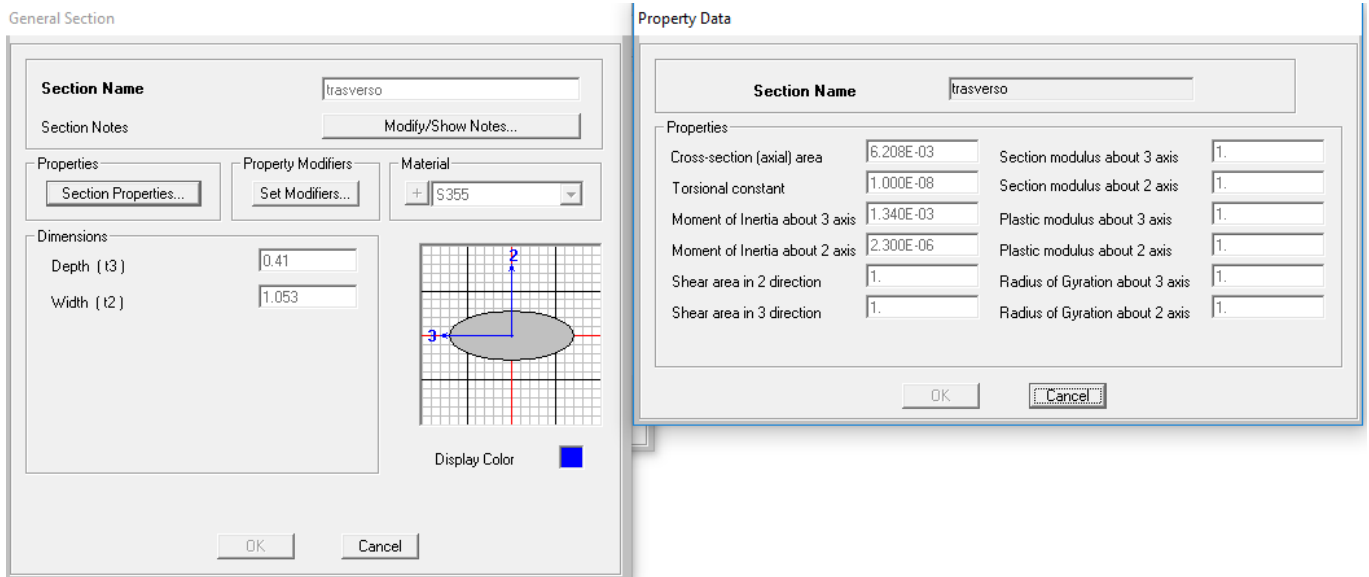 General Section
Section Name trasverso
Section Notes Modify/Show Notes...
Properties Property Modifiers Material
Section Properties... Set Modifiers... + S355
Dimensions
Depth ( t3 ) 0.41
Width ( t2 ) 1.053
2
3
Display Color
OK Cancel
Property Data
Section Name trasverso
Properties
Cross-section (axial) area 6.208E-03 Section modulus about 3 axis 1.
Torsional constant 1.000E-08 Section modulus about 2 axis 1.
Moment of Inertia about 3 axis 1.340E-03 Plastic modulus about 3 axis 1.
Moment of Inertia about 2 axis 2.300E-06 Plastic modulus about 2 axis 1.
Shear area in 2 direction 1. Radius of Gyration about 3 axis 1.
Shear area in 3 direction 1. Radius of Gyration about 2 axis 1.
OK Cancel